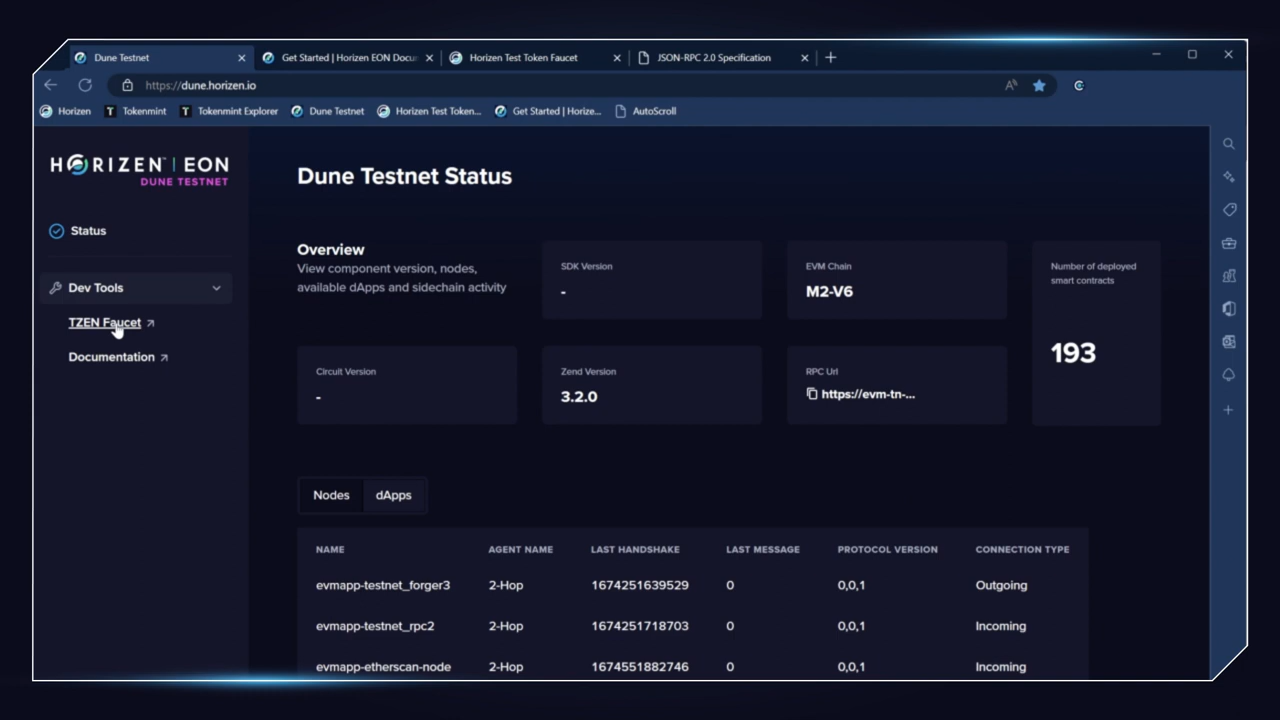 Dune Testnet
Get Started | Horizen EON Docu
Horizen Test Token Faucet
JSON-RPC 2.0 Specification
https://dune.horizen.io
Horizen
Tokenmint
Tokenmint Explorer
Dune Testnet
Horizen Test Token...
Get Started | Horize...
AutoScroll
HORIZEN™ | EON
DUNE TESTNET
Status
Dev Tools
TZEN Faucet
Documentation
Dune Testnet Status
Overview
View component version, nodes,
available dApps and sidechain activity
SDK Version
-
EVM Chain
M2-V6
Number of deployed
smart contracts
193
Circuit Version
-
Zend Version
3.2.0
RPC Url
https://evm-tn-...
Nodes dApps
NAME AGENT NAME LAST HANDSHAKE LAST MESSAGE PROTOCOL VERSION CONNECTION TYPE
evmapp-testnet_forger3 2-Hop 1674251639529 0 0,0,1 Outgoing
evmapp-testnet_rpc2 2-Hop 1674251718703 0 0,0,1 Incoming
evmapp-etherscan-node 2-Hop 1674551882746 0 0,0,1 Incoming